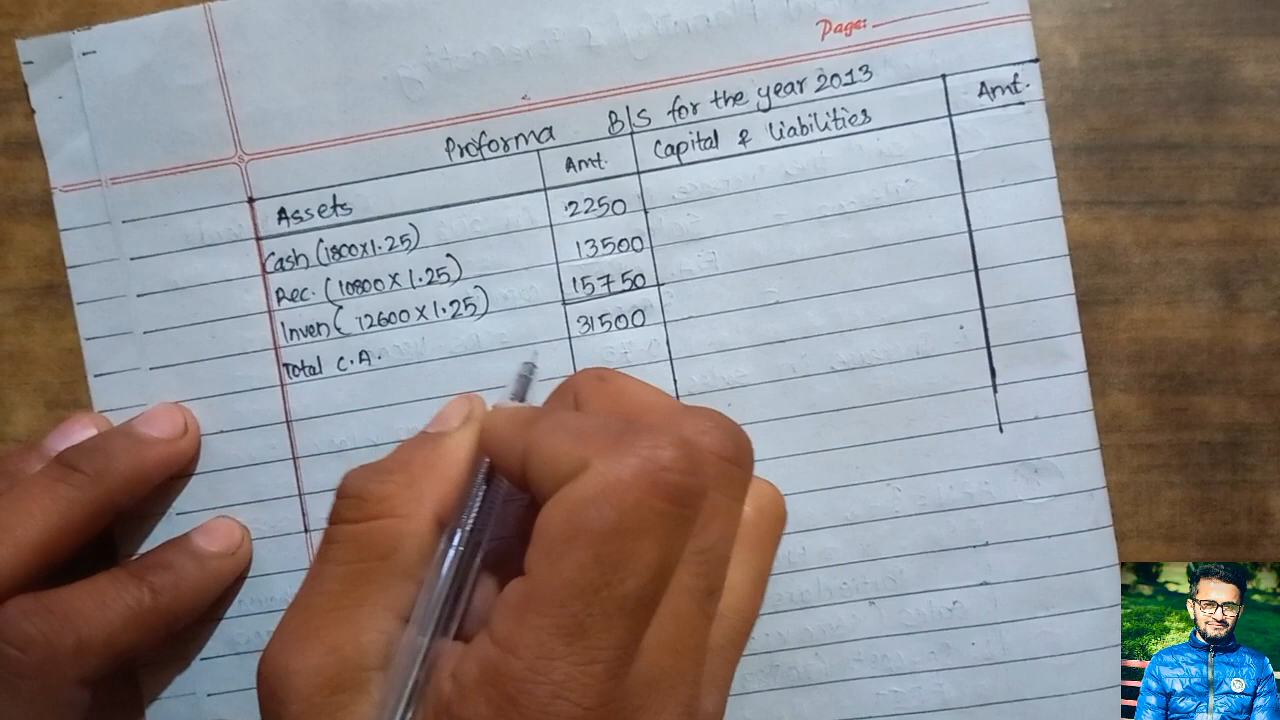 Page:
Proforma B/S for the year 2013
Assets Amt. Capital & Liabilities Amt.
Cash (1800x1.25) 2250
Rec. (10800 X 1.25) 13500
Inven ( 12600 X 1.25) 15750
Total C.A. 31500